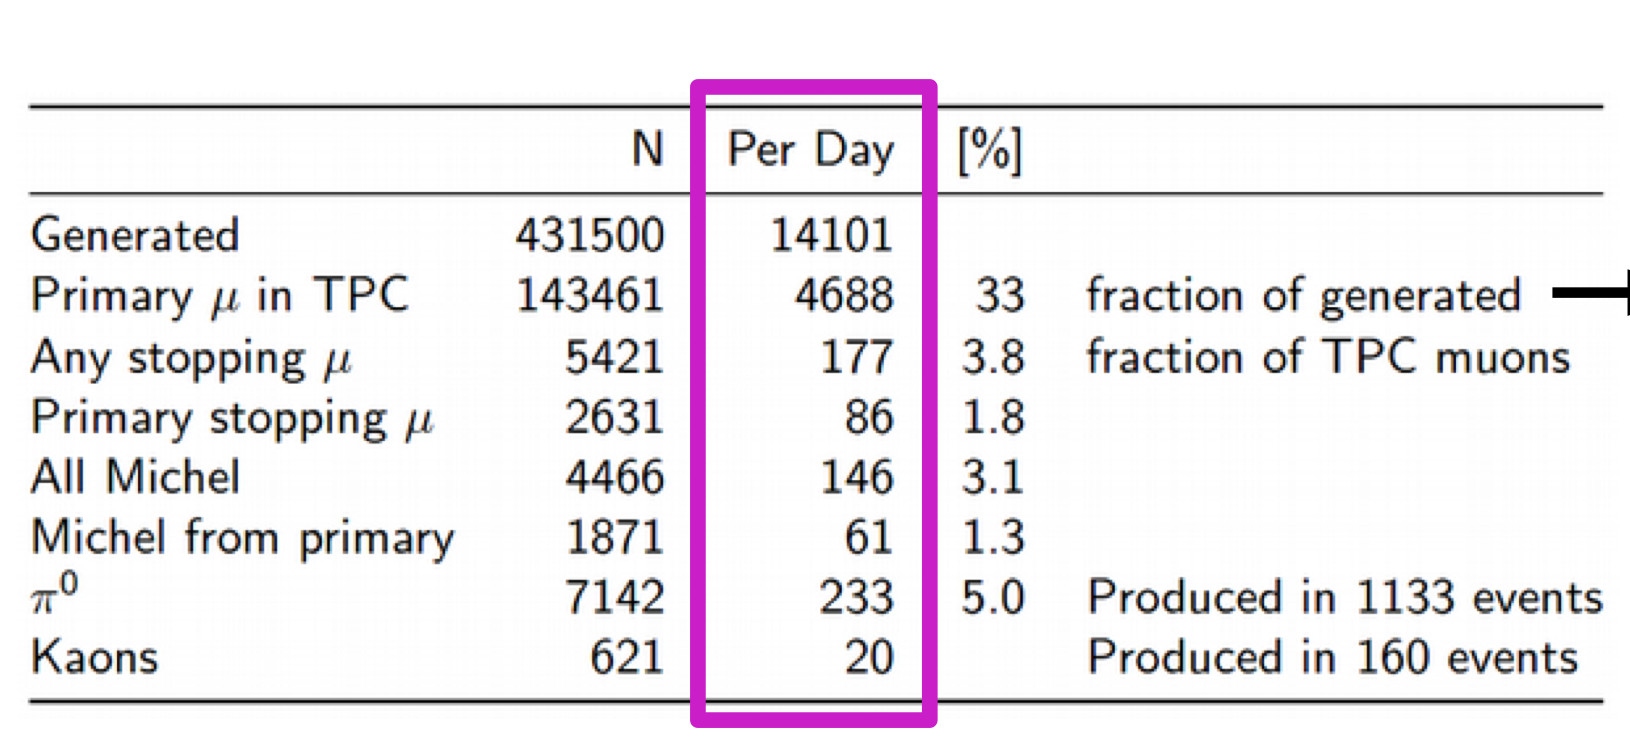 N Per Day [%]
Generated 431500 14101
Primary μ in TPC 143461 4688 33 fraction of generated
Any stopping μ 5421 177 3.8 fraction of TPC muons
Primary stopping μ 2631 86 1.8
All Michel 4466 146 3.1
Michel from primary 1871 61 1.3
π⁰ 7142 233 5.0 Produced in 1133 events
Kaons 621 20 Produced in 160 events